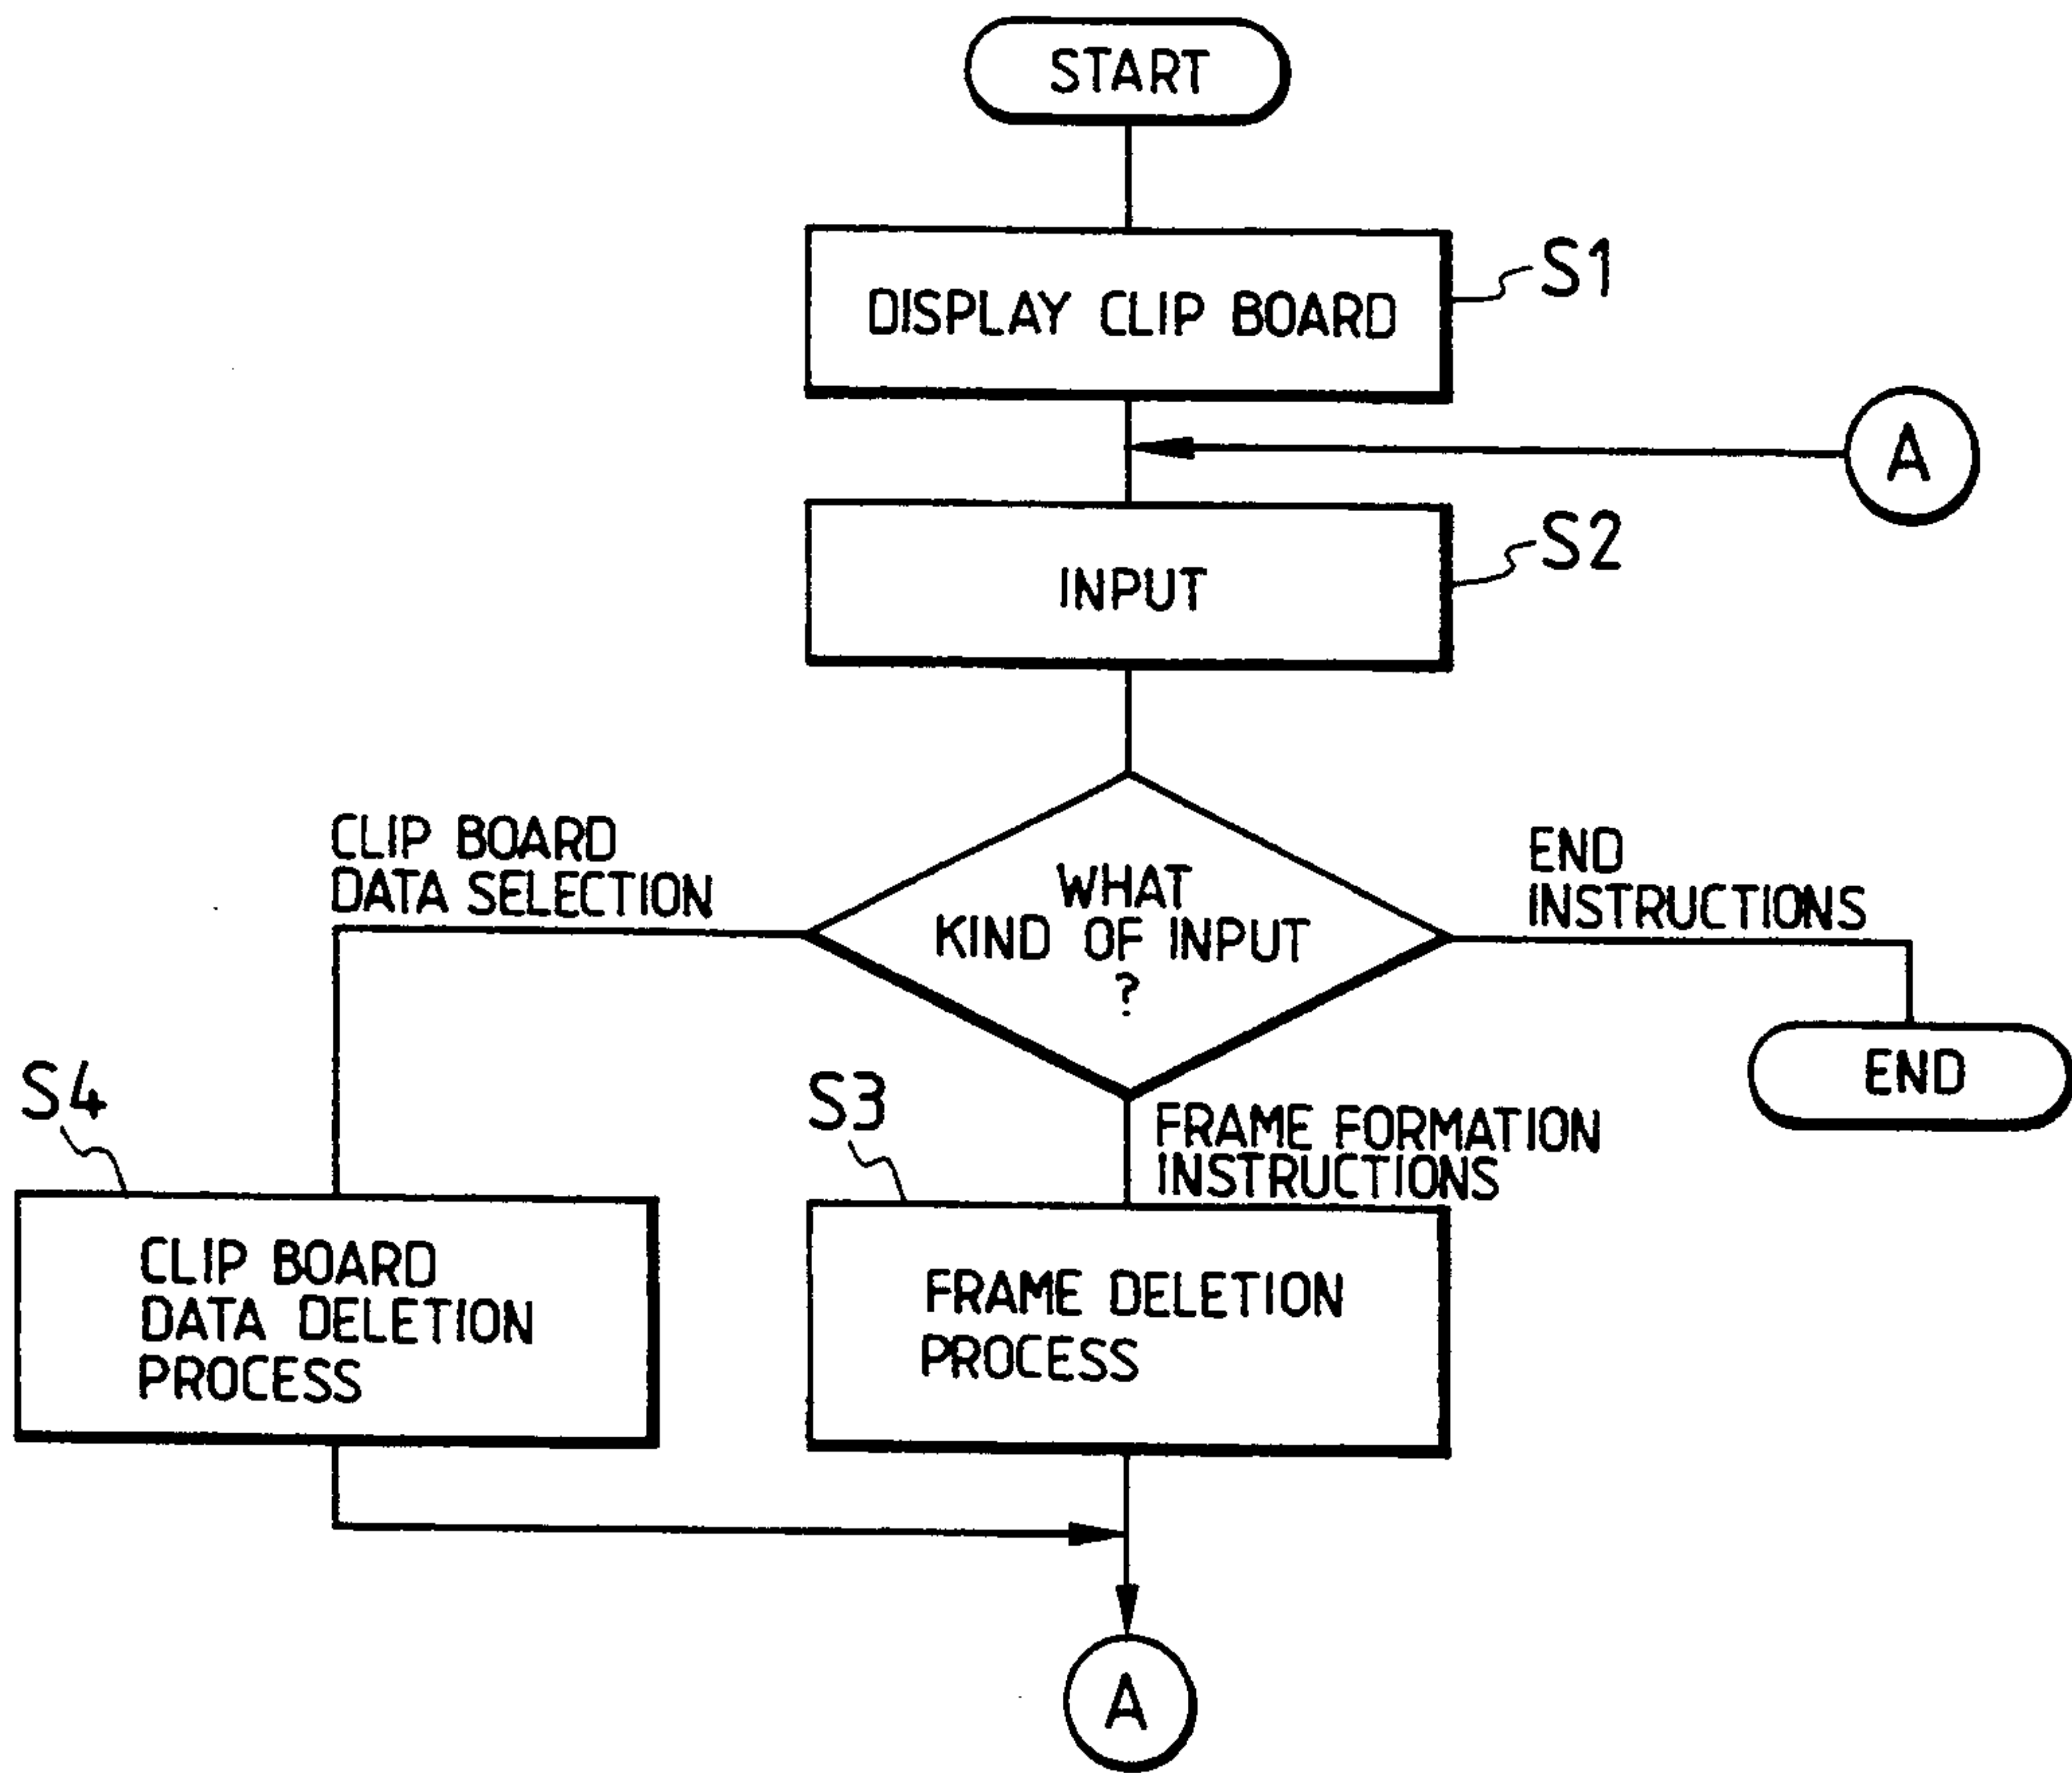 START
DISPLAY CLIP BOARD
S1
A
INPUT
S2
CLIP BOARD
DATA SELECTION
WHAT
KIND OF INPUT
?
END
INSTRUCTIONS
END
S4
S3
FRAME FORMATION
INSTRUCTIONS
CLIP BOARD
DATA DELETION
PROCESS
FRAME DELETION
PROCESS
A